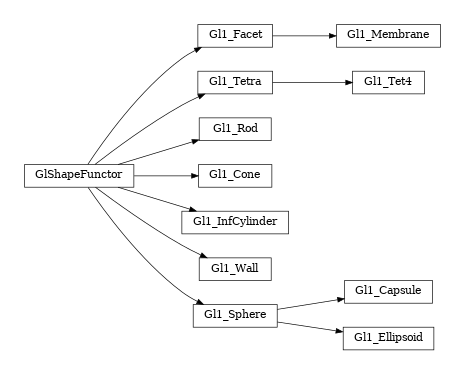 Gl1_Facet
Gl1_Membrane
Gl1_Tetra
Gl1_Tet4
Gl1_Rod
GlShapeFunctor
Gl1_Cone
Gl1_InfCylinder
Gl1_Wall
Gl1_Capsule
Gl1_Sphere
Gl1_Ellipsoid